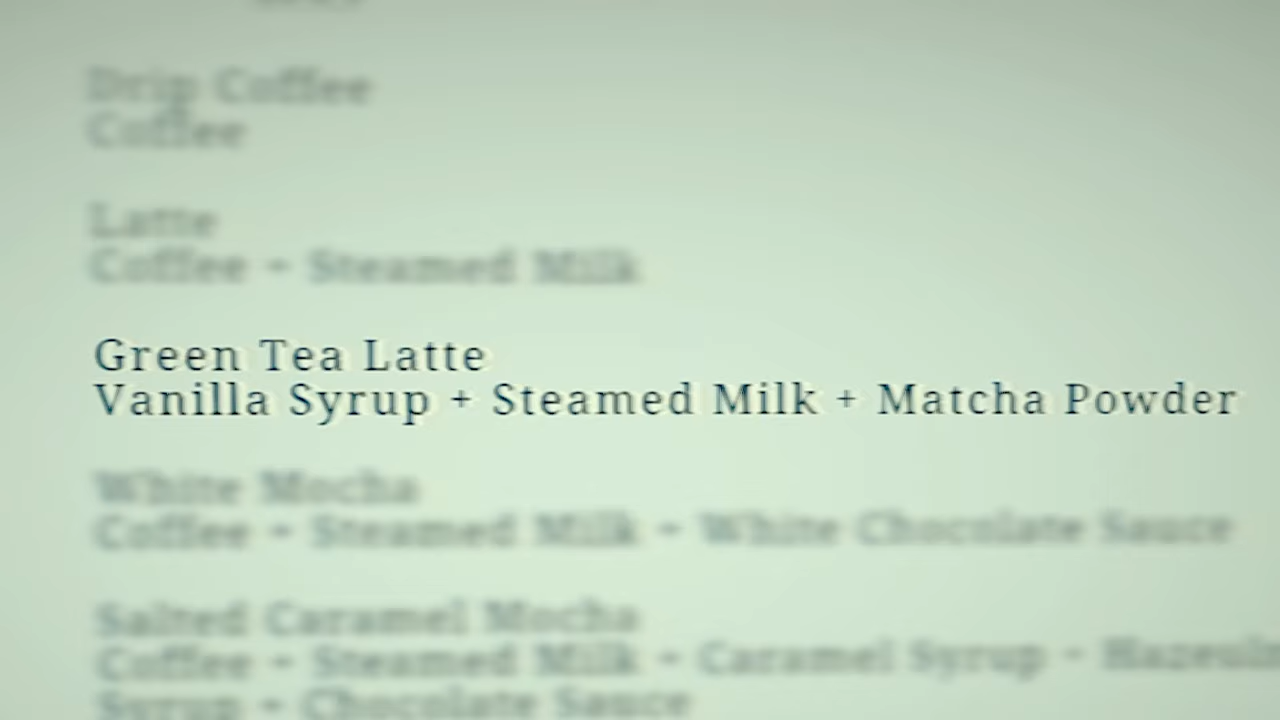 Drip Coffee
Coffee
Latte
Coffee + Steamed Milk
Green Tea Latte
Vanilla Syrup + Steamed Milk + Matcha Powder
White Mocha
Coffee + Steamed Milk + White Chocolate Sauce
Salted Caramel Mocha
Coffee + Steamed Milk + Caramel Syrup +
Syrup + Chocolate Sauce